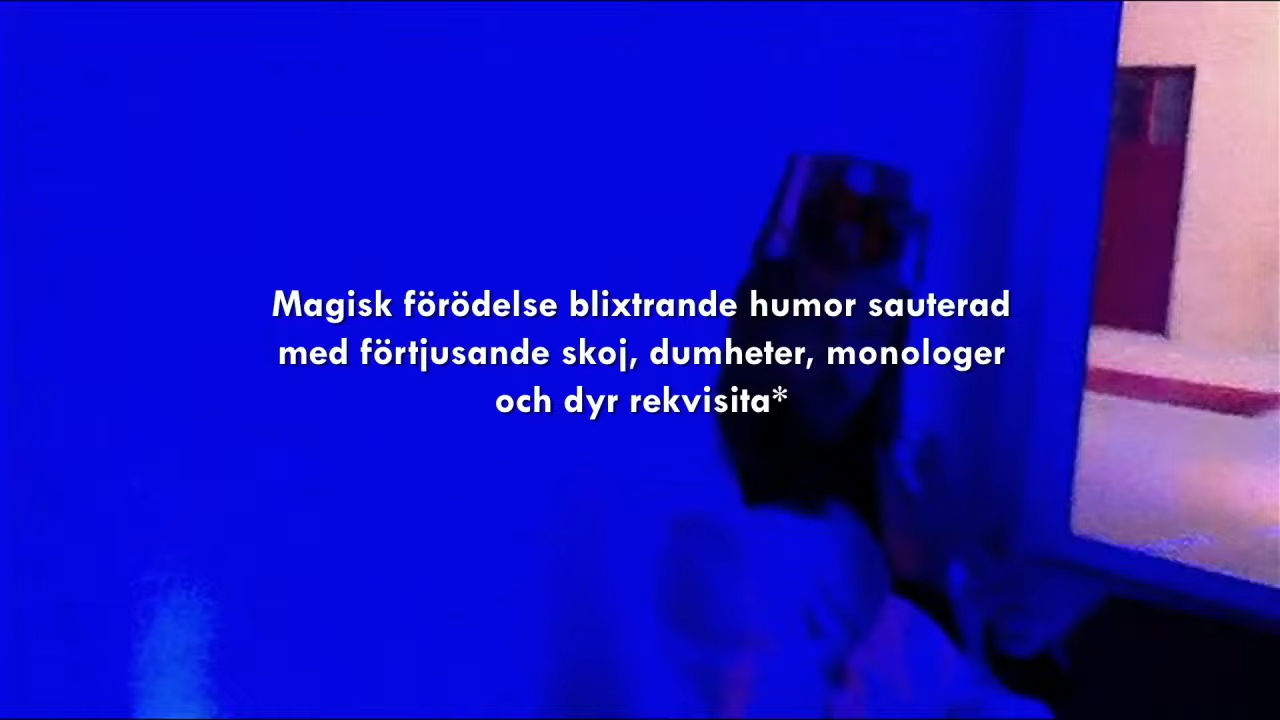 Magisk förödelse blixtrande humor sauterad
med förtjusande skoj, dumheter, monologer
och dyr rekvisita*